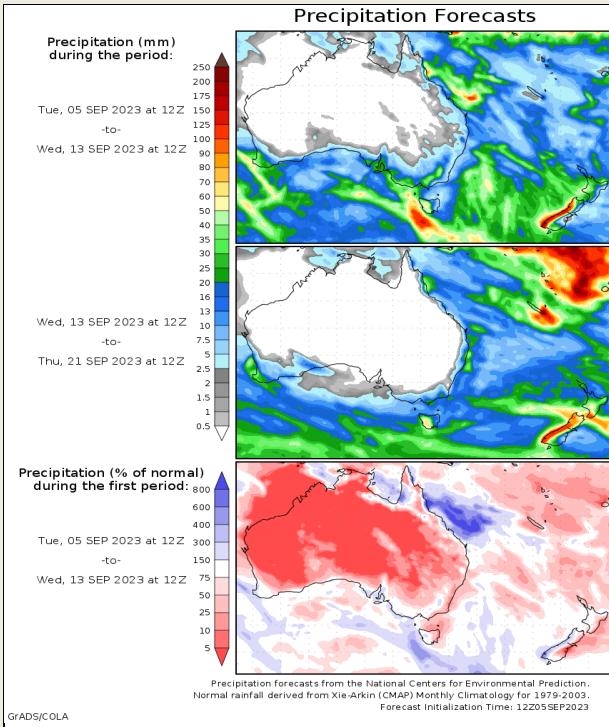 Precipitation Forecasts
Precipitation (mm)
during the period:
Tue, 05 SEP 2023 at 12Z
-to-
Wed, 13 SEP 2023 at 12Z
250
200
175
150
125
100
90
80
70
60
50
40
35
30
25
20
16
13
10
7.5
5
2.5
2
1.5
1
0.5
Wed, 13 SEP 2023 at 12Z
-to-
Thu, 21 SEP 2023 at 12Z
Precipitation (% of normal)
during the first period:
Tue, 05 SEP 2023 at 12Z
-to-
Wed, 13 SEP 2023 at 12Z
800
600
400
300
150
75
50
25
10
5
Precipitation forecasts from the National Centers for Environmental Prediction.
Normal rainfall derived from Xie-Arkin (CMAP) Monthly Climatology for 1979-2003.
Forecast Initialization Time: 12Z05SEP2023
GrADS/COLA